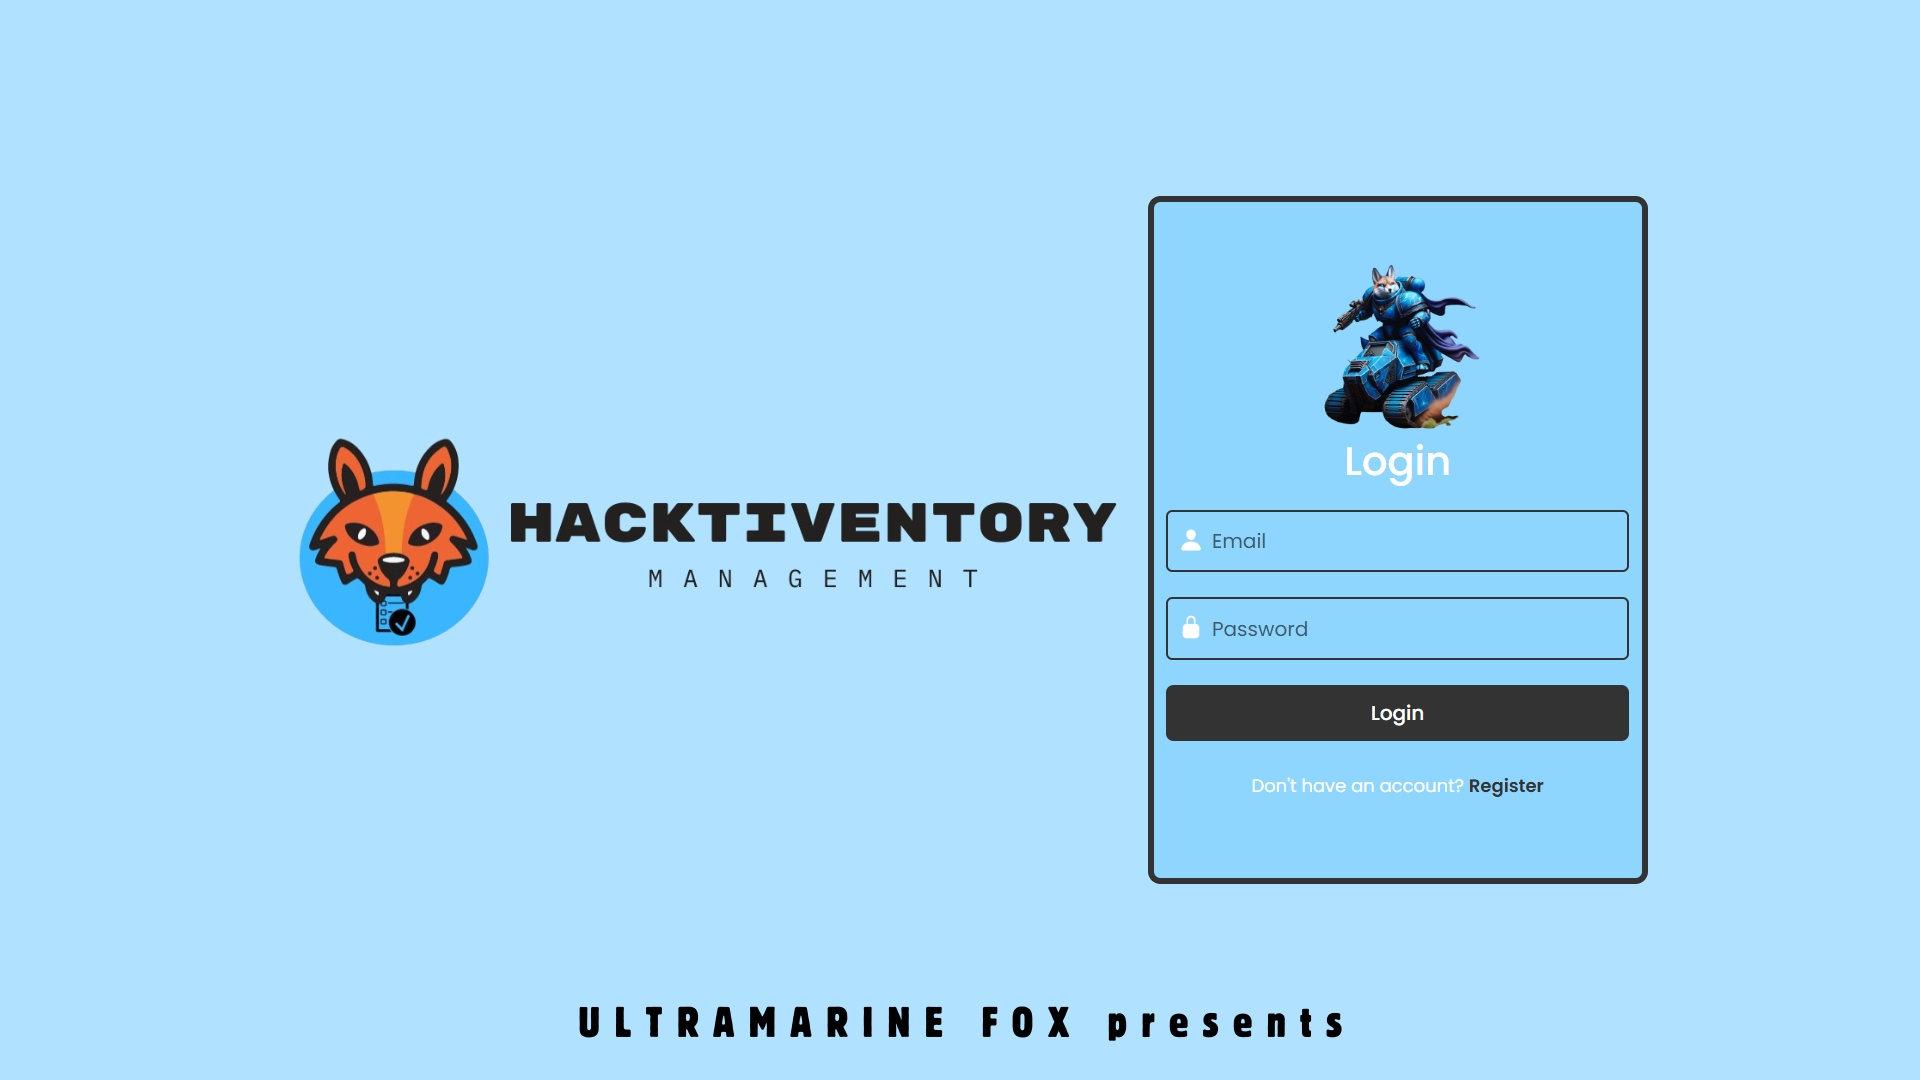 HACKTIVENTORY
MANAGEMENT
Login
Email
Password
Login
Don't have an account? Register
ULTRAMARINE FOX presents